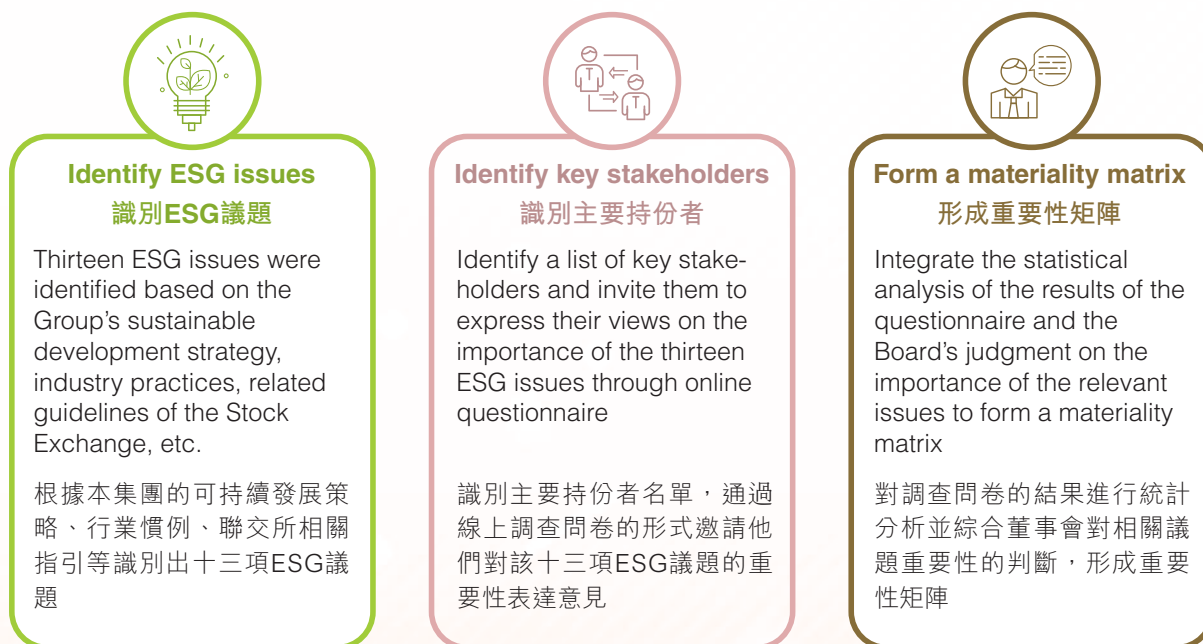 Identify ESG issues
識別ESG議題
Thirteen ESG issues were
identified based on the
Group's sustainable
development strategy,
industry practices, related
guidelines of the Stock
Exchange, etc.
根據本集團的可持續發展策
略、行業慣例、聯交所相關
指引等識別出十三項ESG議
題
Identify key stakeholders
識別主要持份者
Identify a list of key stake-
holders and invite them to
express their views on the
importance of the thirteen
ESG issues through online
questionnaire
識別主要持份者名單，通過
線上調查問卷的形式邀請他
們對該十三項ESG議題的重
要性表達意見
Form a materiality matrix
形成重要性矩陣
Integrate the statistical
analysis of the results of the
questionnaire and the
Board's judgment on the
importance of the relevant
issues to form a materiality
matrix
對調查問卷的結果進行統計
分析並綜合董事會對相關議
題重要性的判斷，形成重要
性矩陣